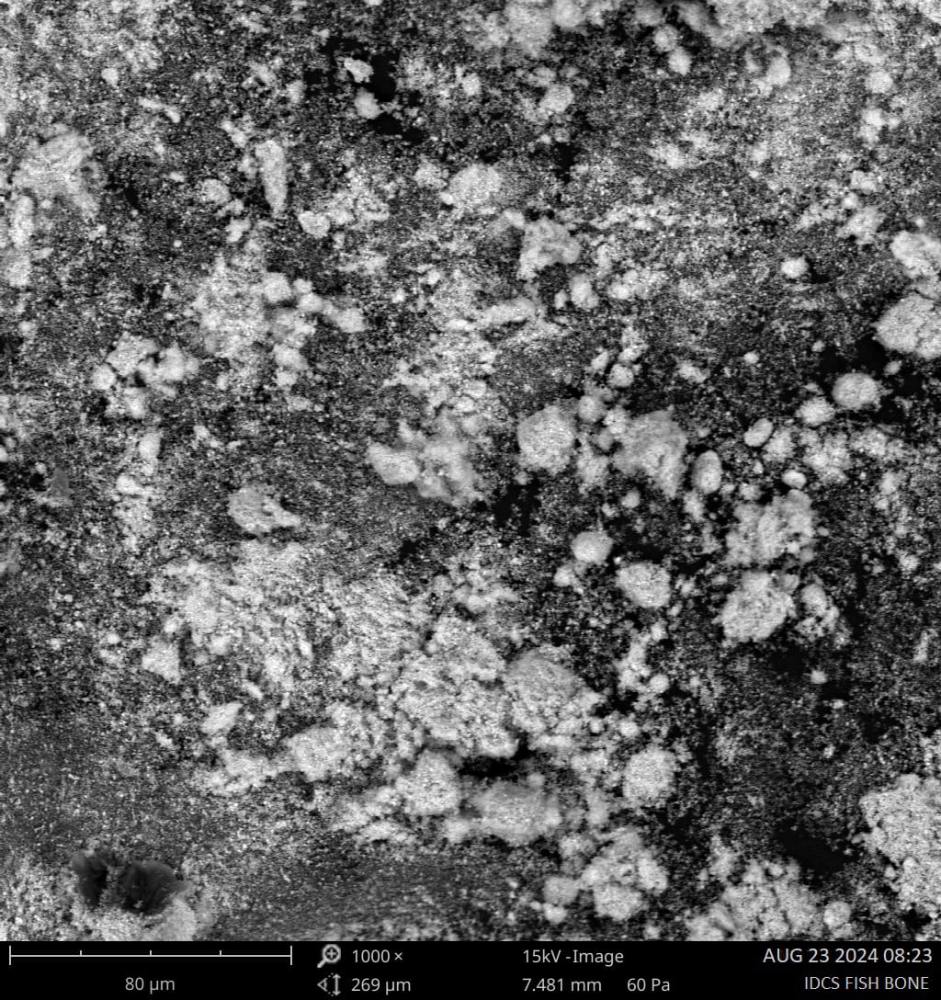 1000 × 15kV - Image AUG 23 2024 08:23
80 µm 269 µm 7.481 mm 60 Pa IDCS FISH BONE